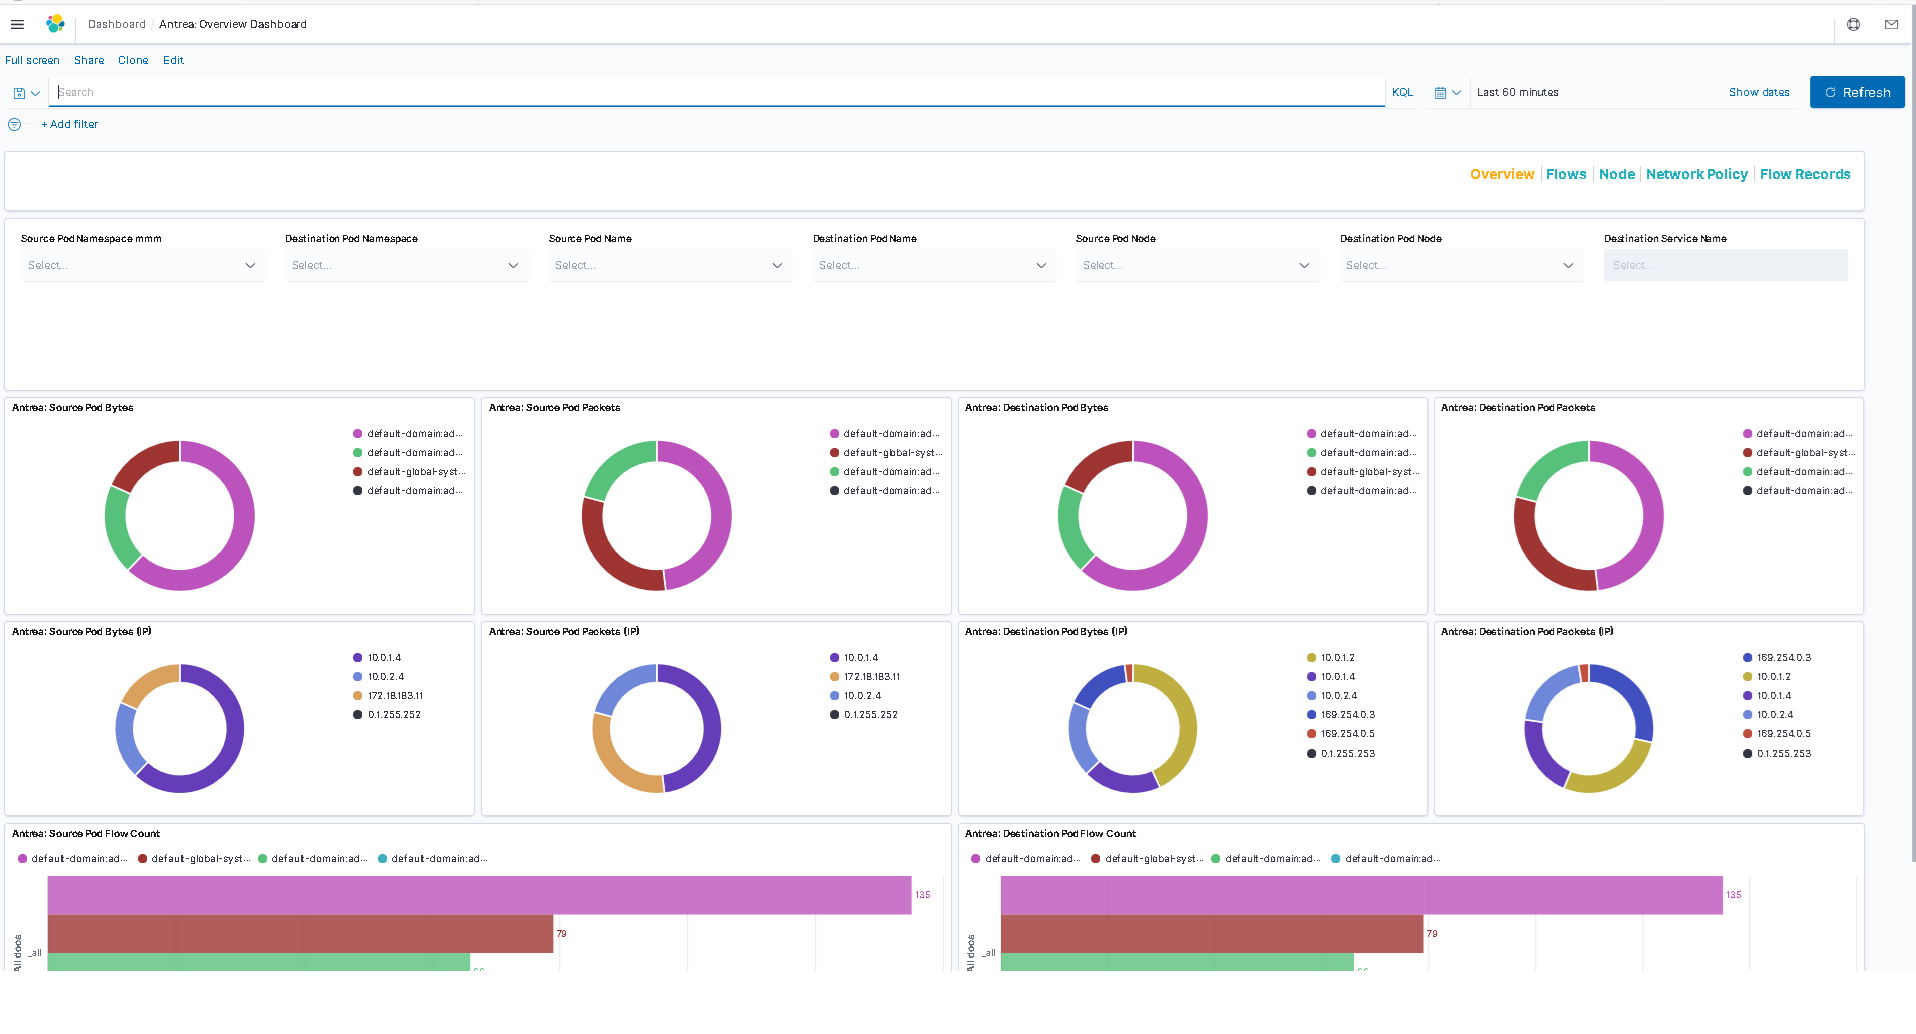 Dashboard / Antrea: Overview Dashboard
Full screen Share Clone Edit
Search KQL Last 60 minutes Show dates Refresh
+ Add filter
Overview | Flows | Node | Network Policy | Flow Records
Source Pod Namespace mmm Destination Pod Namespace Source Pod Name Destination Pod Name Source Pod Node Destination Pod Node Destination Service Name
Select... Select... Select... Select... Select... Select... Select...
Antrea: Source Pod Bytes
default-domain:ad...
default-domain:ad...
default-global-syst...
default-domain:ad...
Antrea: Source Pod Packets
default-domain:ad...
default-global-syst...
default-domain:ad...
default-domain:ad...
Antrea: Destination Pod Bytes
default-domain:ad...
default-domain:ad...
default-global-syst...
default-domain:ad...
Antrea: Destination Pod Packets
default-domain:ad...
default-global-syst...
default-domain:ad...
default-domain:ad...
Antrea: Source Pod Bytes (IP)
10.0.1.4
10.0.2.4
172.18.183.11
0.1.255.252
Antrea: Source Pod Packets (IP)
10.0.1.4
172.18.183.11
10.0.2.4
0.1.255.252
Antrea: Destination Pod Bytes (IP)
10.0.1.2
10.0.1.4
10.0.2.4
169.254.0.3
169.254.0.5
0.1.255.253
Antrea: Destination Pod Packets (IP)
169.254.0.3
10.0.1.2
10.0.1.4
10.0.2.4
169.254.0.5
0.1.255.253
Antrea: Source Pod Flow Count
default-domain:ad... default-global-syst... default-domain:ad... default-domain:ad...
135
79
_all
All docs
Antrea: Destination Pod Flow Count
default-domain:ad... default-global-syst... default-domain:ad... default-domain:ad...
135
79
_all
All docs